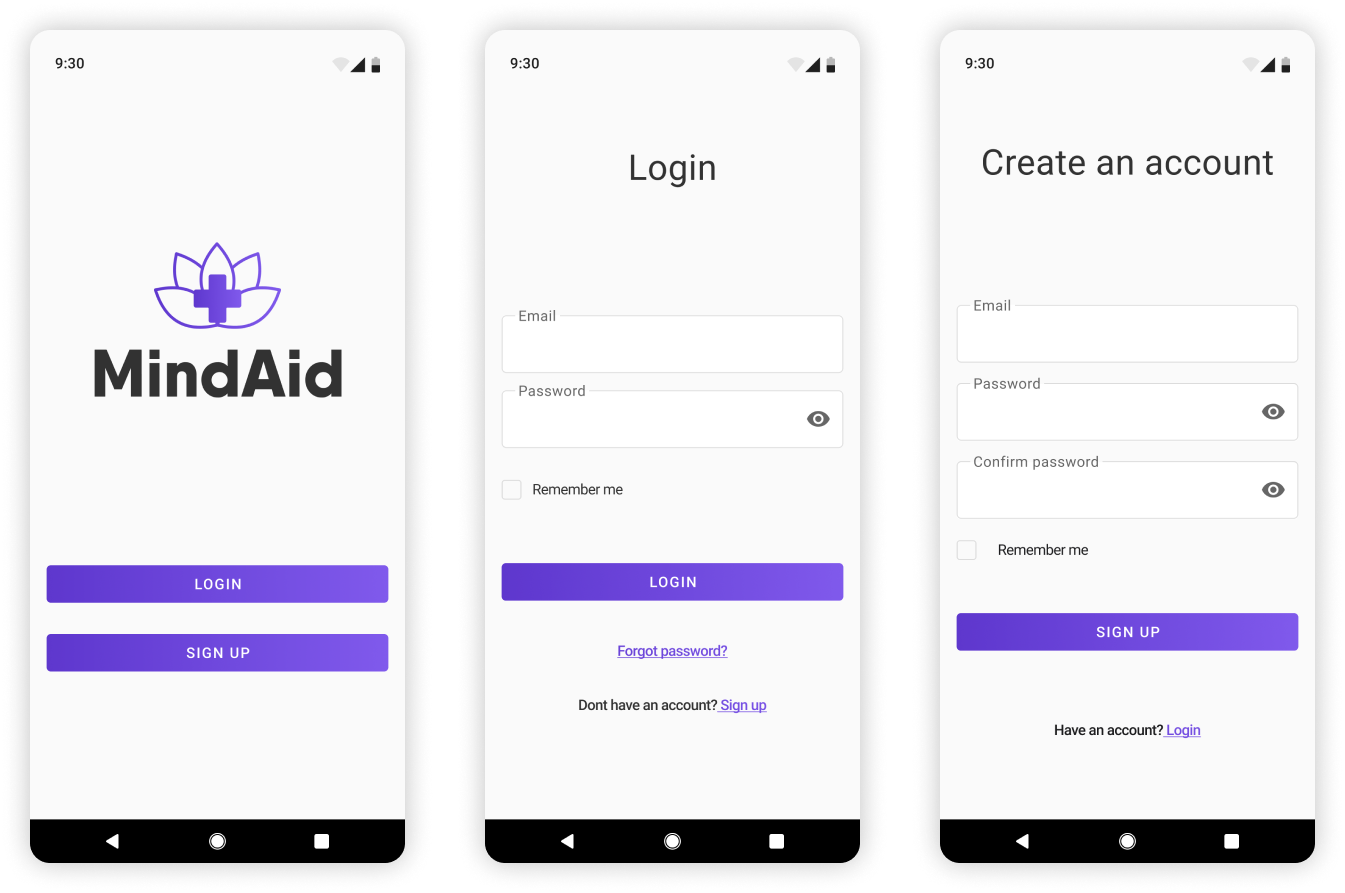 9:30
MindAid
LOGIN
SIGN UP
9:30
Login
Email
Password
Remember me
LOGIN
Forgot password?
Dont have an account? Sign up
9:30
Create an account
Email
Password
Confirm password
Remember me
SIGN UP
Have an account? Login